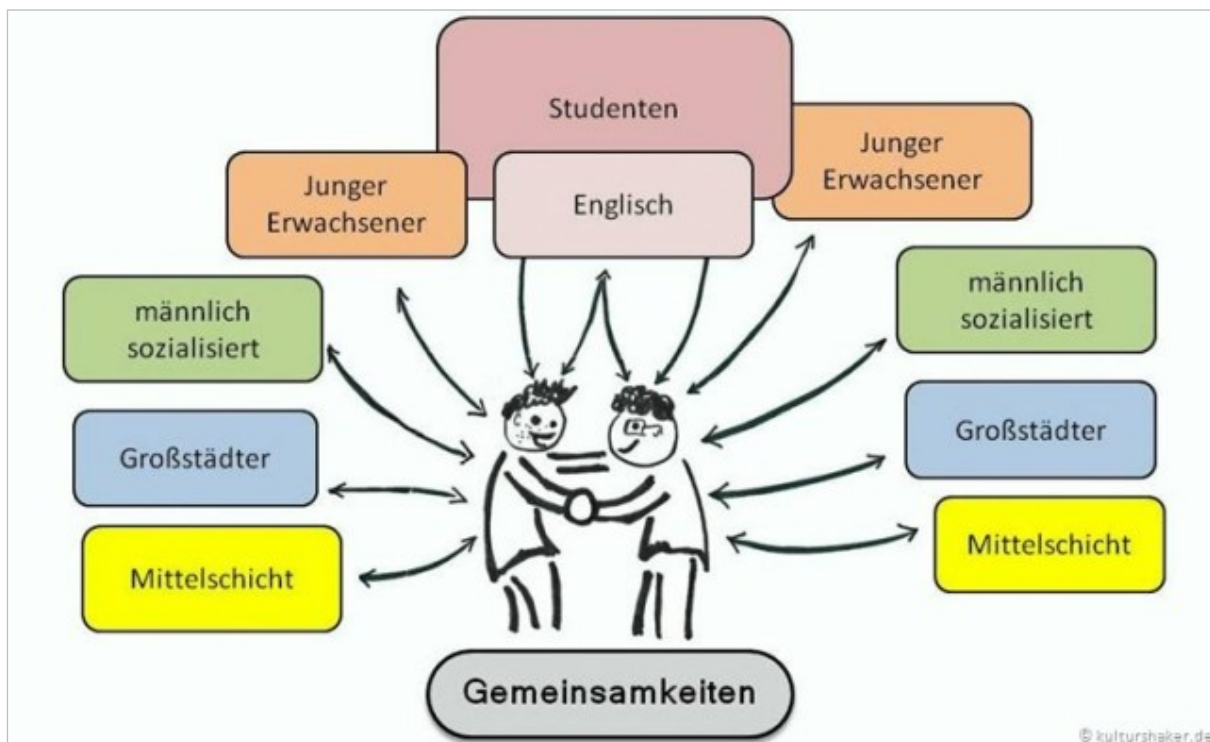 Studenten
Junger
Erwachsener
Junger
Erwachsener
Englisch
männlich
sozialisiert
männlich
sozialisiert
Großstädter
Großstädter
Mittelschicht
Mittelschicht
Gemeinsamkeiten
© kulturshaker.de